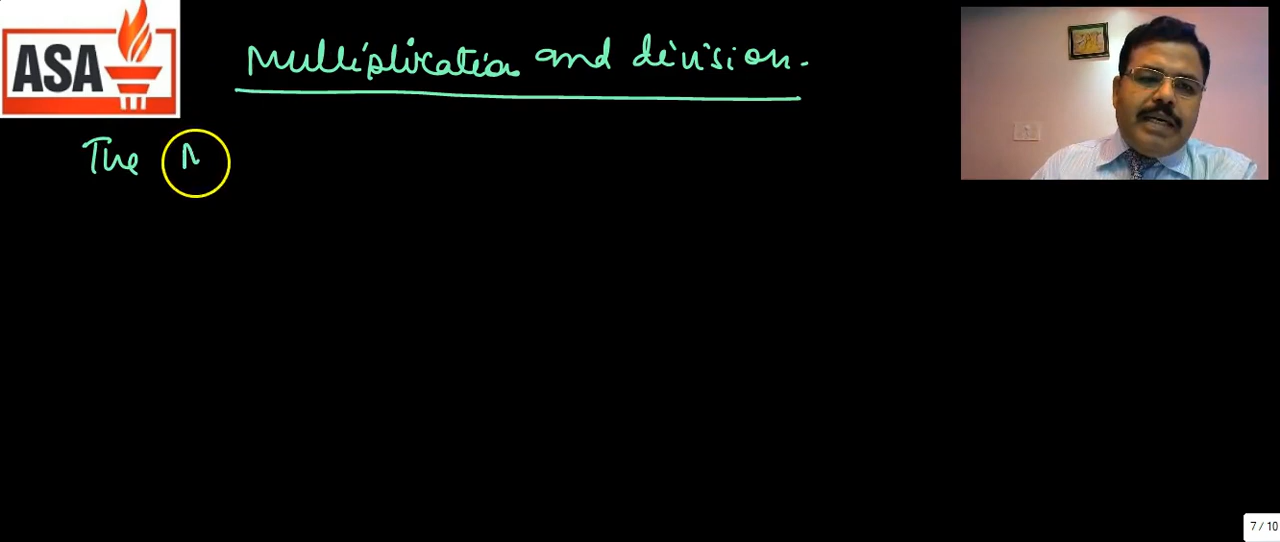 ASA
Multiplication and division.
The
7 / 10